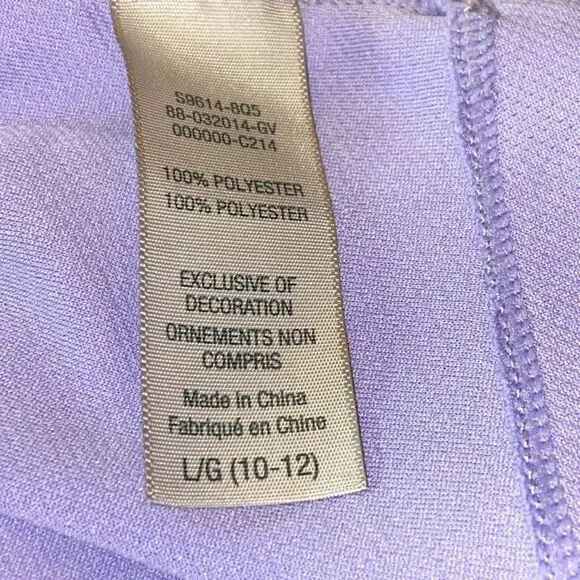 S9614-8Q5
88-032014-GV
000000-C214
100% POLYESTER
100% POLYESTER
EXCLUSIVE OF
DECORATION
ORNEMENTS NON
COMPRIS
Made in China
Fabriqué en Chine
L/G (10-12)